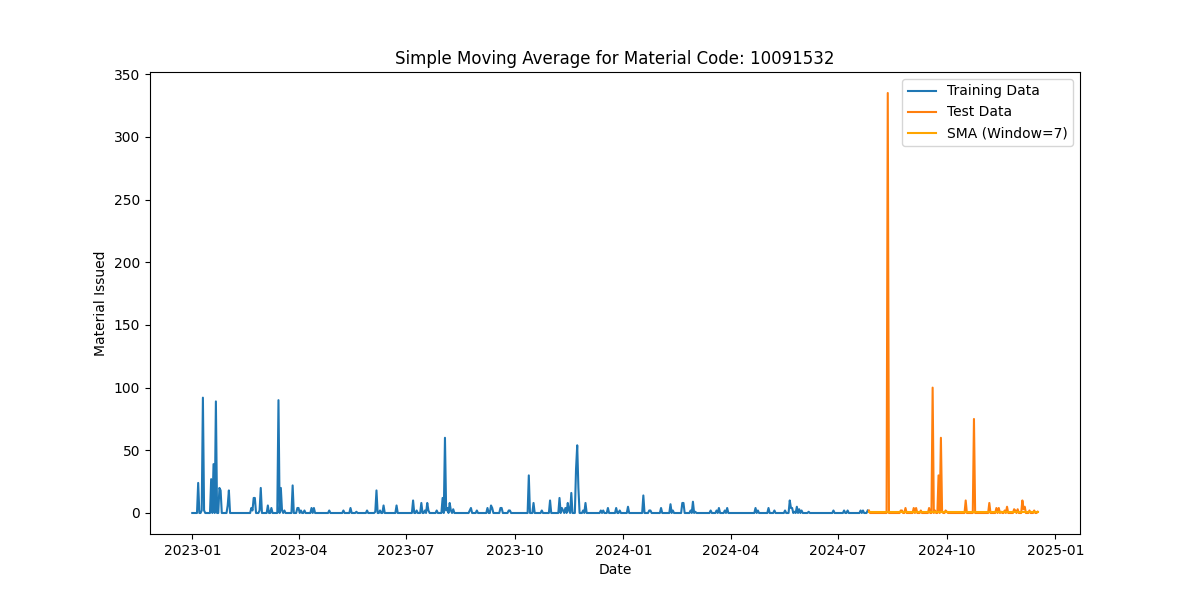 Simple Moving Average for Material Code: 10091532
350
300
250
200
150
100
50
0
Material Issued
Training Data
Test Data
SMA (Window=7)
2023-01
2023-04
2023-07
2023-10
2024-01
2024-04
2024-07
2024-10
2025-01
Date